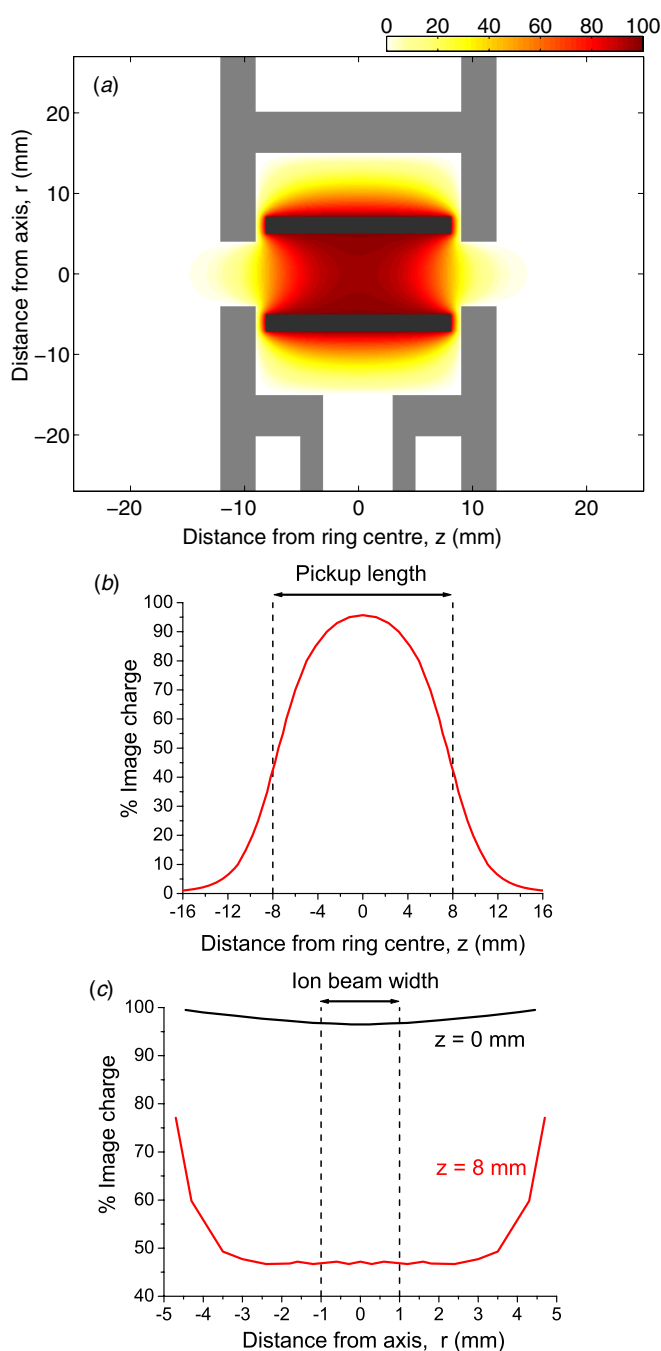 0 20 40 60 80 100
(a)
20
10
0
−10
−20
Distance from axis, r (mm)
−20 −10 0 10 20
Distance from ring centre, z (mm)
(b)
Pickup length
100
90
80
70
60
50
40
30
20
10
0
% Image charge
-16 -12 -8 -4 0 4 8 12 16
Distance from ring centre, z (mm)
(c)
Ion beam width
100
90
80
70
60
50
40
% Image charge
z = 0 mm
z = 8 mm
-5 -4 -3 -2 -1 0 1 2 3 4 5
Distance from axis, r (mm)